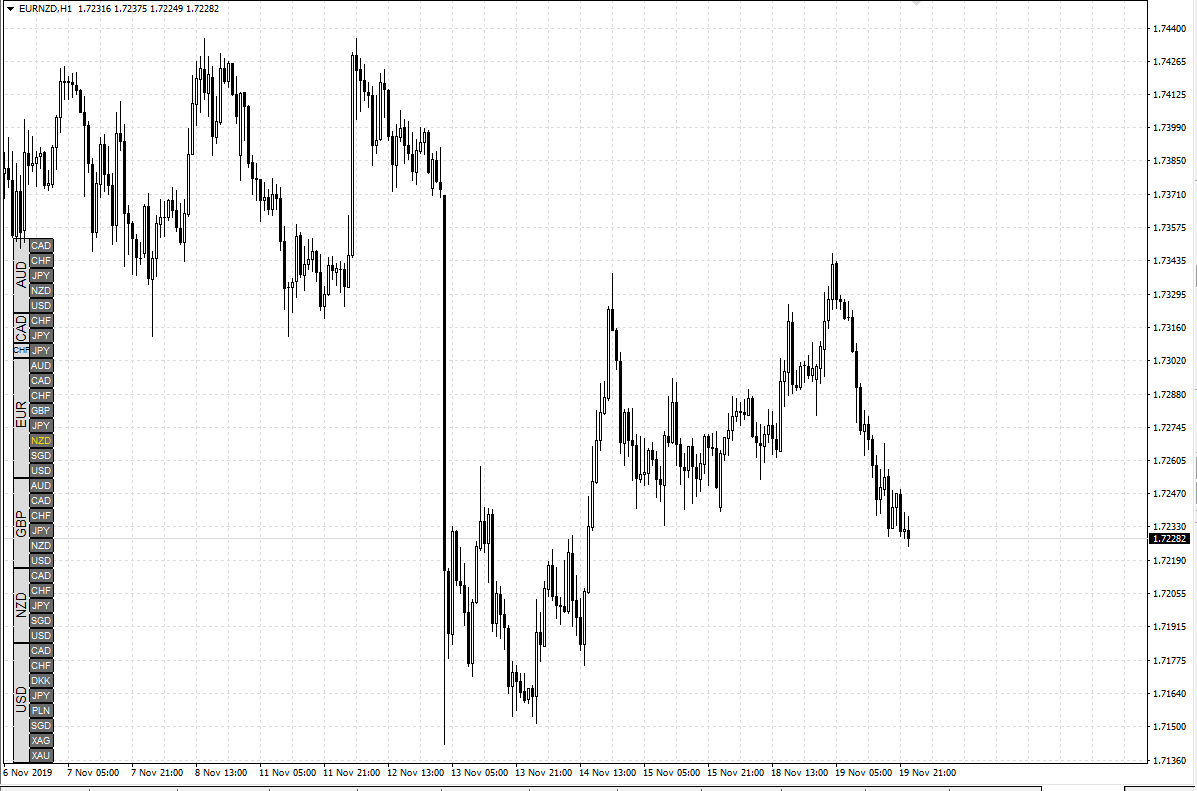 EURNZD,H1 1.72316 1.72375 1.72249 1.72282
1.74400
1.74265
1.74125
1.73990
1.73850
1.73710
1.73575
1.73435
1.73295
1.73160
1.73020
1.72880
1.72745
1.72605
1.72470
1.72330
1.72282
1.72190
1.72055
1.71915
1.71775
1.71640
1.71500
1.71360
AUD
CAD
CHF
JPY
NZD
USD
CAD
CHF
JPY
CHF
JPY
EUR
AUD
CAD
CHF
GBP
JPY
NZD
SGD
USD
GBP
AUD
CAD
CHF
JPY
NZD
USD
NZD
CAD
CHF
JPY
SGD
USD
USD
CAD
CHF
DKK
JPY
PLN
SGD
XAG
XAU
6 Nov 2019 7 Nov 05:00 7 Nov 21:00 8 Nov 13:00 11 Nov 05:00 11 Nov 21:00 12 Nov 13:00 13 Nov 05:00 13 Nov 21:00 14 Nov 13:00 15 Nov 05:00 15 Nov 21:00 18 Nov 13:00 19 Nov 05:00 19 Nov 21:00